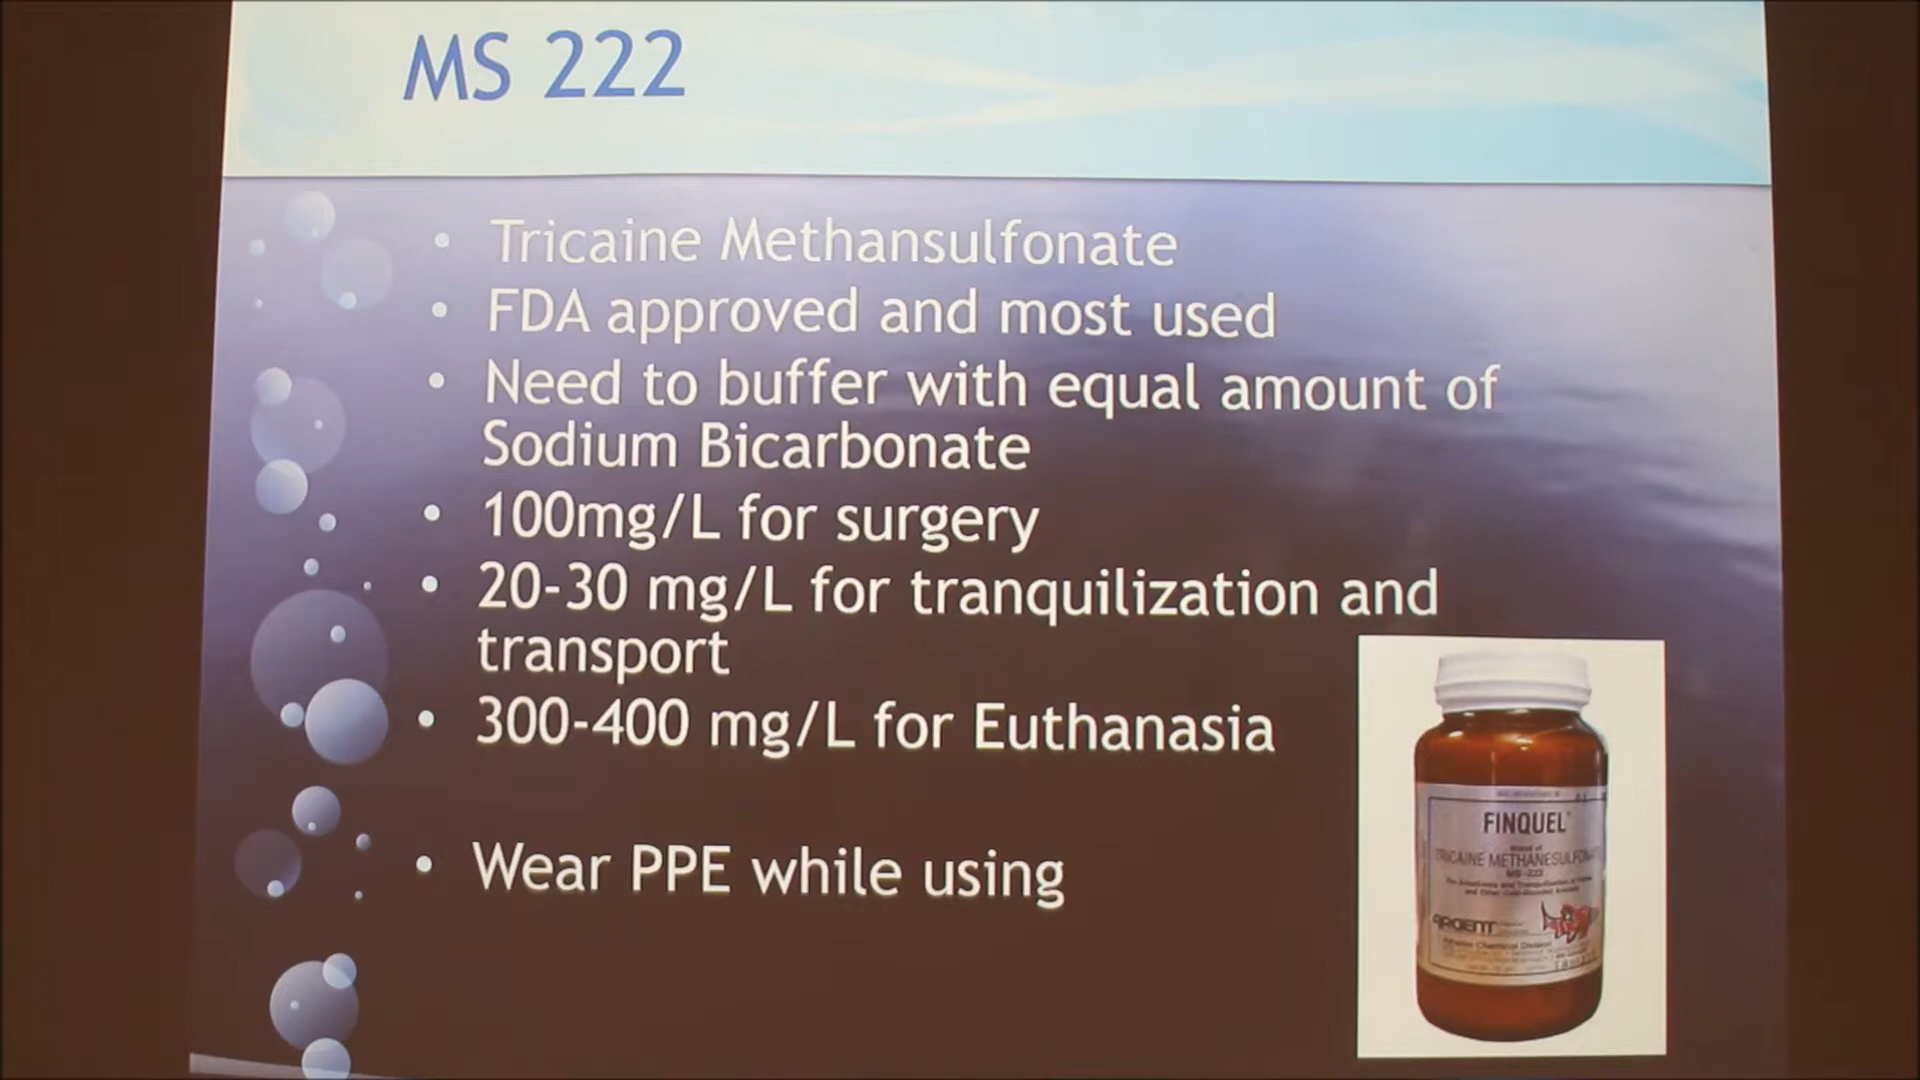 MS 222
• Tricaine Methansulfonate
• FDA approved and most used
• Need to buffer with equal amount of
Sodium Bicarbonate
• 100mg/L for surgery
• 20-30 mg/L for tranquilization and
transport
• 300-400 mg/L for Euthanasia
• Wear PPE while using
FINQUEL
TRICAINE METHANESULFONATE
MS-222
ARGENT